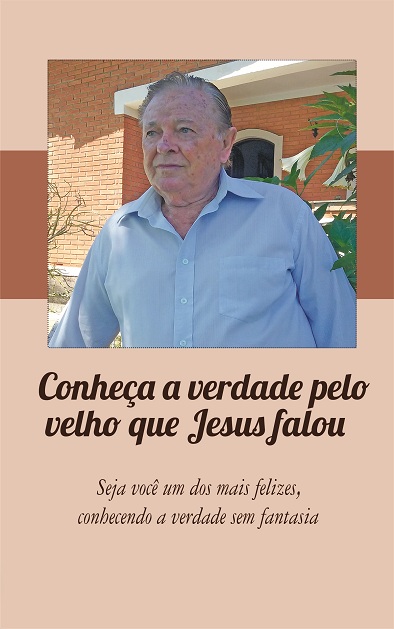 Conheça a verdade pelo
velho que Jesus falou
Seja você um dos mais felizes,
conhecendo a verdade sem fantasia